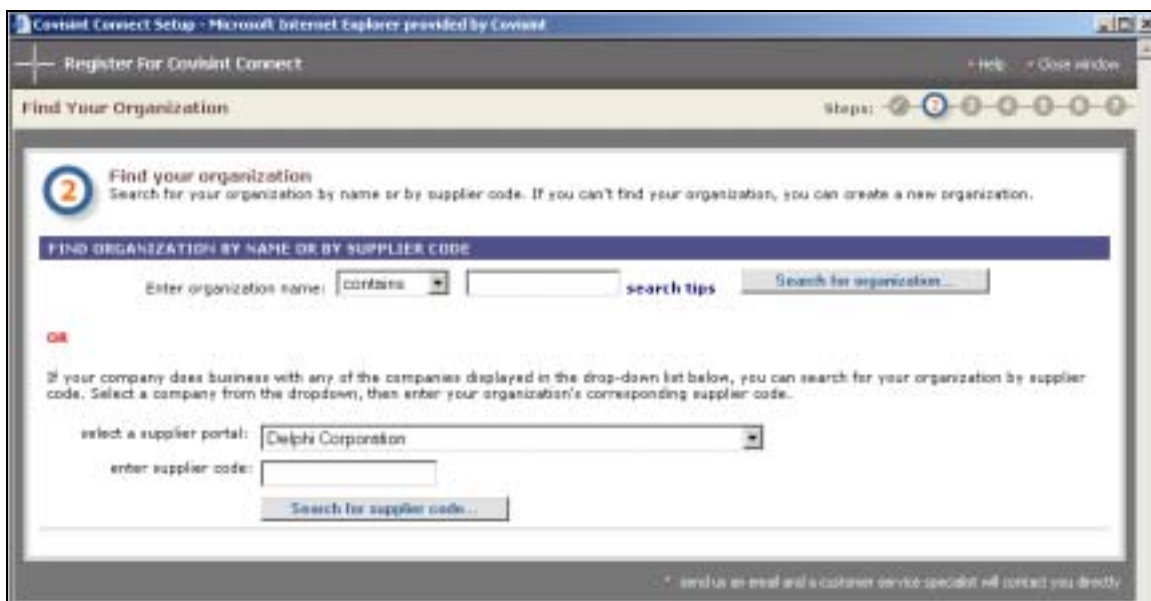 Covisint Connect Setup - Microsoft Internet Explorer provided by Covisint
Register For Covisint Connect
Help
Close window
Find Your Organization
Steps:
2
2
Find your organization
Search for your organization by name or by supplier code. If you can't find your organization, you can create a new organization.
FIND ORGANIZATION BY NAME OR BY SUPPLIER CODE
Enter organization name: contains search tips Search for organization...
OR
If your company does business with any of the companies displayed in the drop-down list below, you can search for your organization by supplier
code. Select a company from the dropdown, then enter your organization's corresponding supplier code.
select a supplier portal: Delphi Corporation
enter supplier code:
Search for supplier code...
* send us an email and a customer service specialist will contact you directly